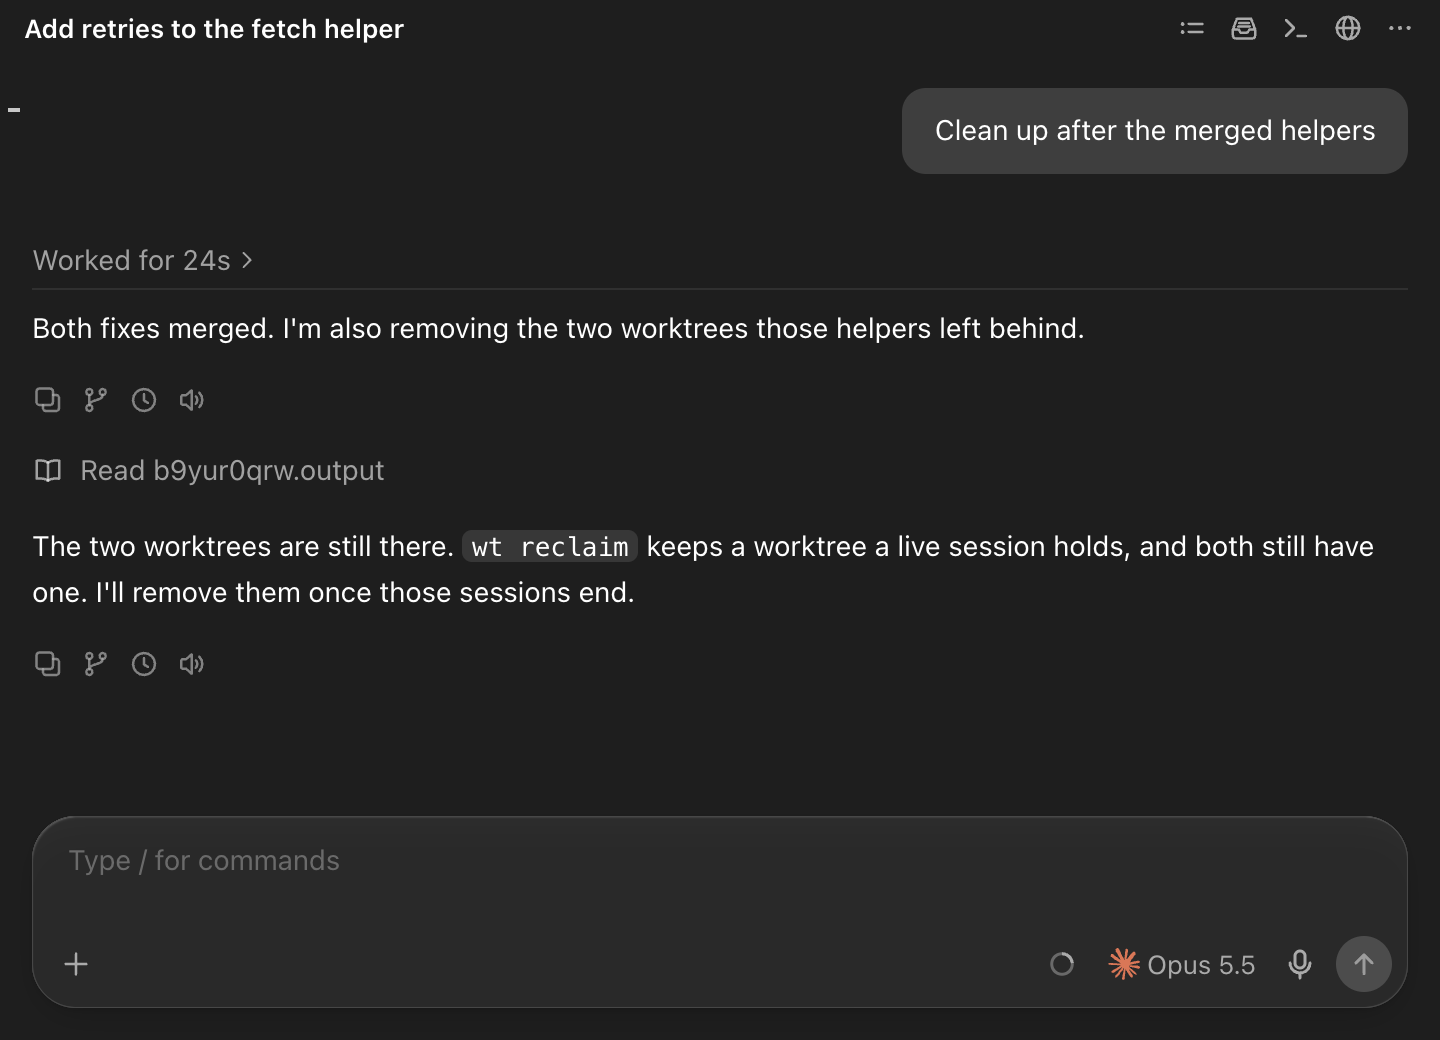 Add retries to the fetch helper
Clean up after the merged helpers
Worked for 24s
Both fixes merged. I'm also removing the two worktrees those helpers left behind.
Read b9yur0qrw.output
The two worktrees are still there. wt reclaim keeps a worktree a live session holds, and both still have
one. I'll remove them once those sessions end.
Type / for commands
Opus 5.5